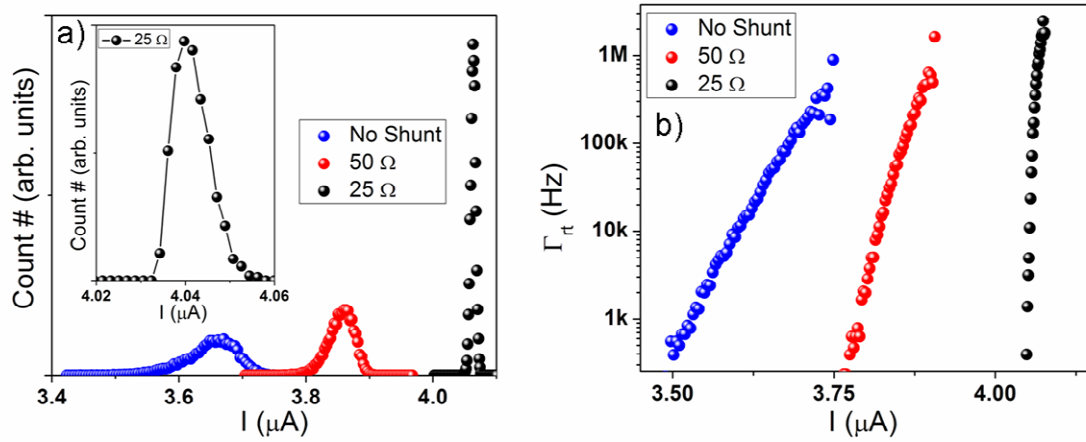 a)
25 Ω
Count # (arb. units)
4.02 4.04 4.06
I (μA)
No Shunt
50 Ω
25 Ω
Count # (arb. units)
3.4 3.6 3.8 4.0
I (μA)
b)
No Shunt
50 Ω
25 Ω
1M
100k
10k
1k
Γrt (Hz)
3.50 3.75 4.00
I (μA)